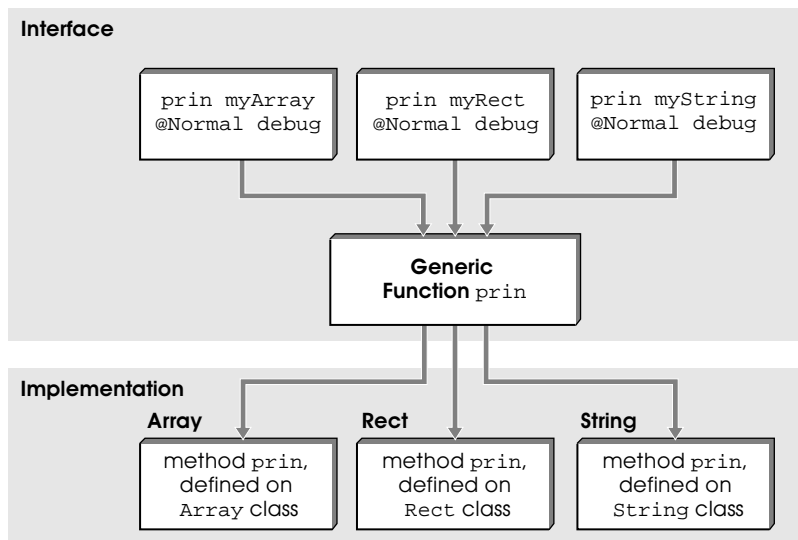 Interface
prin myArray
@Normal debug
prin myRect
@Normal debug
prin myString
@Normal debug
Generic
Function prin
Implementation
Array
method prin,
defined on
Array class
Rect
method prin,
defined on
Rect class
String
method prin,
defined on
String class